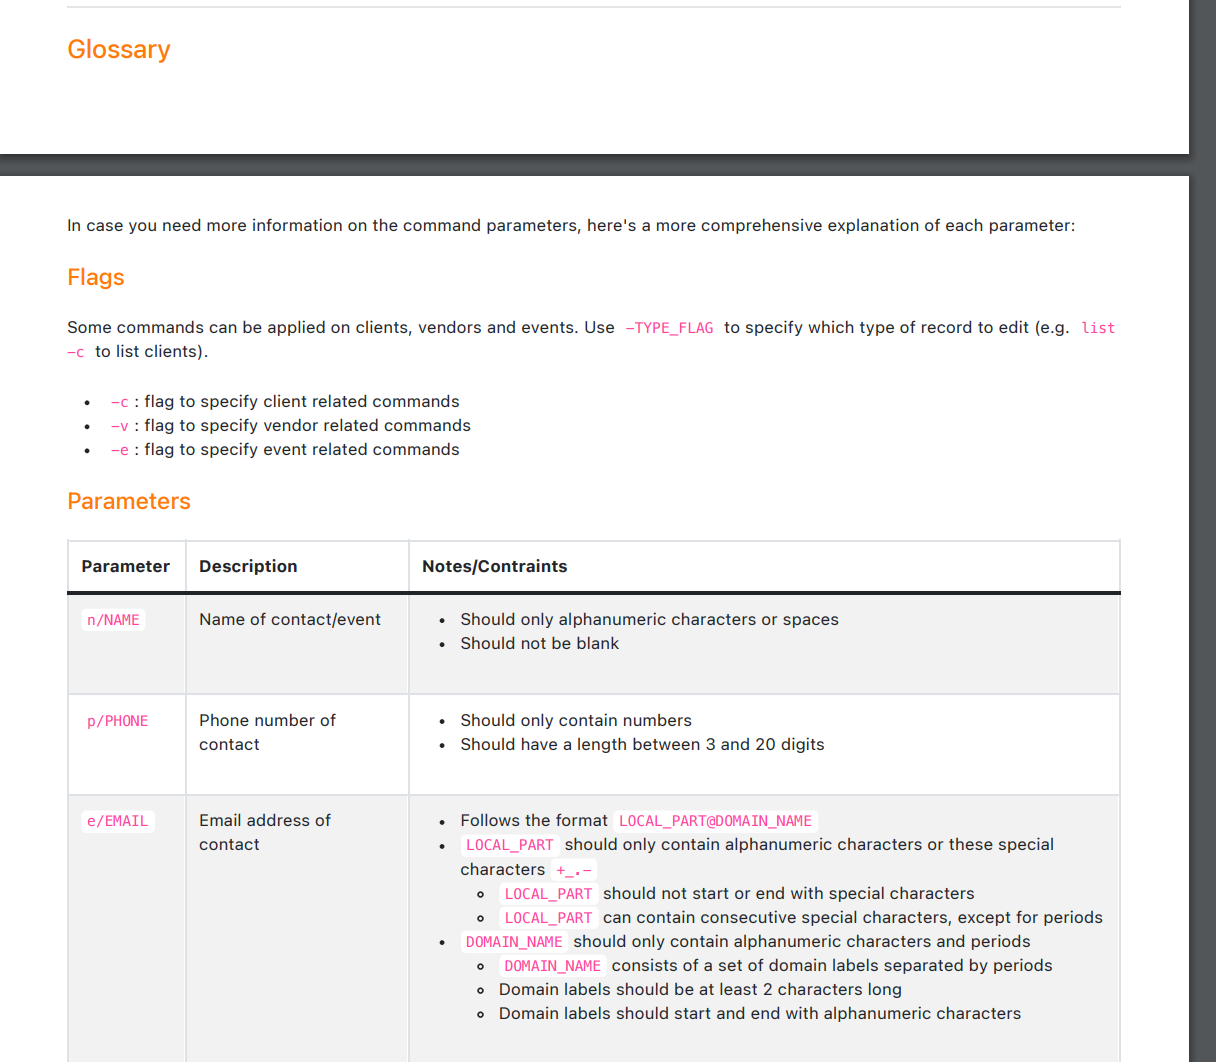 Glossary
In case you need more information on the command parameters, here's a more comprehensive explanation of each parameter:
Flags
Some commands can be applied on clients, vendors and events. Use -TYPE_FLAG to specify which type of record to edit (e.g. list
-c to list clients).
• -c : flag to specify client related commands
• -v : flag to specify vendor related commands
• -e : flag to specify event related commands
Parameters
Parameter Description Notes/Contraints
n/NAME Name of contact/event • Should only alphanumeric characters or spaces
• Should not be blank
p/PHONE Phone number of • Should only contain numbers
contact • Should have a length between 3 and 20 digits
e/EMAIL Email address of • Follows the format LOCAL_PART@DOMAIN_NAME
contact • LOCAL_PART should only contain alphanumeric characters or these special
characters +_.-
◦ LOCAL_PART should not start or end with special characters
◦ LOCAL_PART can contain consecutive special characters, except for periods
• DOMAIN_NAME should only contain alphanumeric characters and periods
◦ DOMAIN_NAME consists of a set of domain labels separated by periods
◦ Domain labels should be at least 2 characters long
◦ Domain labels should start and end with alphanumeric characters